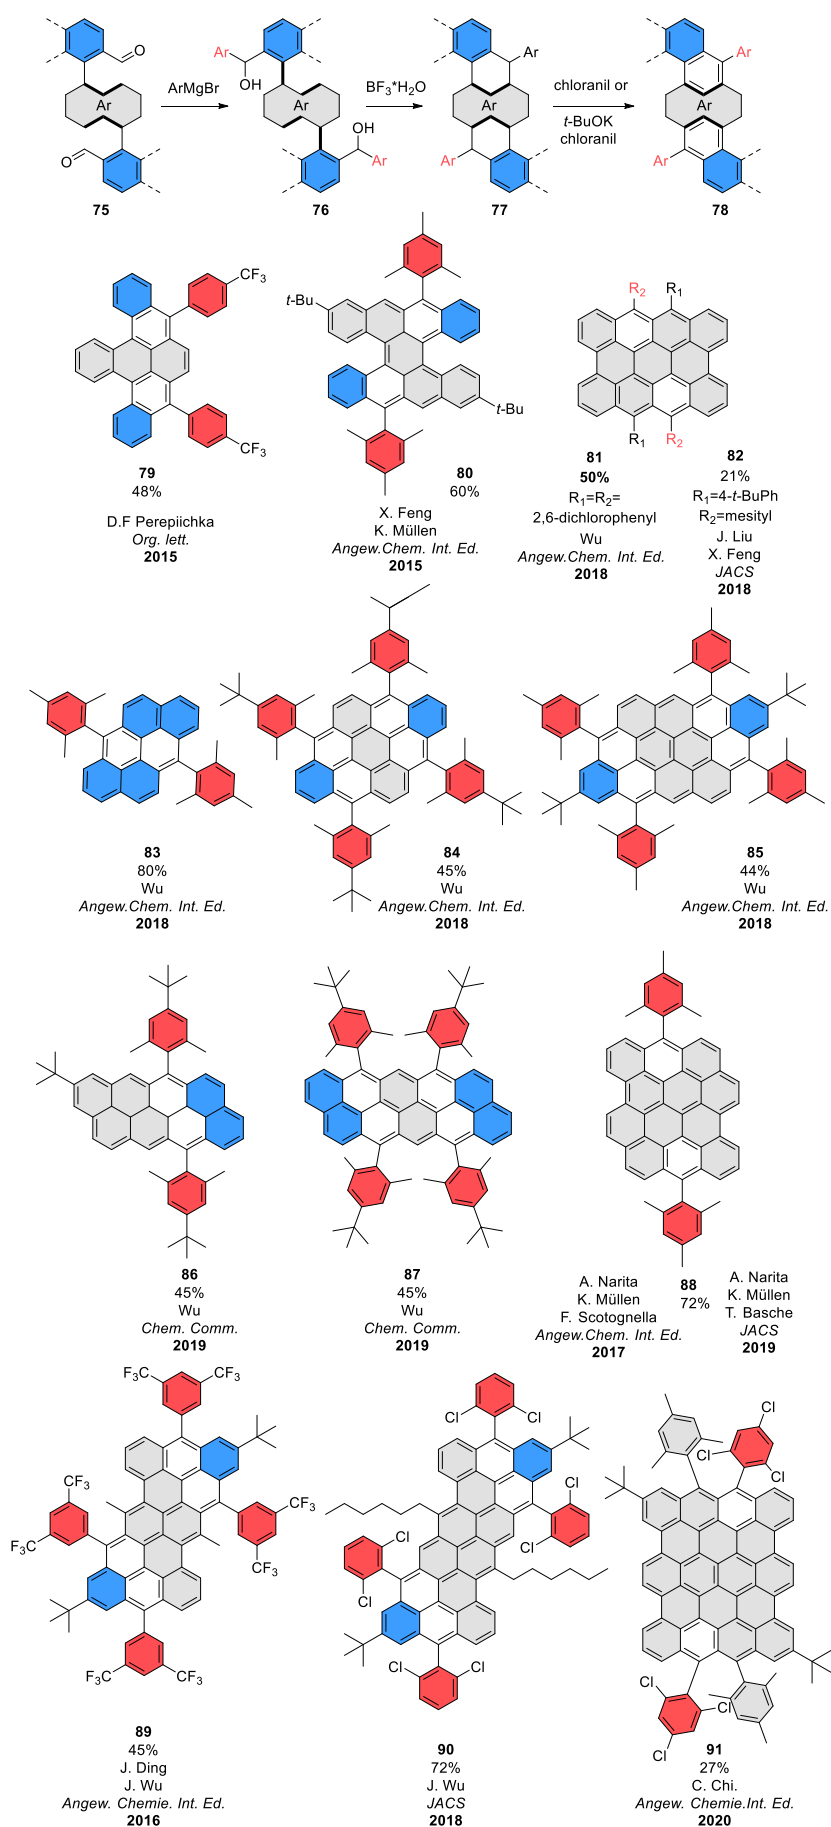 O
Ar
O
75
ArMgBr
Ar
OH
Ar
OH
Ar
76
BF3*H2O
Ar
Ar
Ar
77
chloranil or
t-BuOK
chloranil
Ar
Ar
Ar
78
CF3
CF3
79
48%
D.F Perepiichka
Org. lett.
2015
t-Bu
t-Bu
80
60%
X. Feng
K. Müllen
Angew.Chem. Int Ed.
2015
R2
R1
R1
R2
81
50%
R1=R2=
2,6-dichlorophenyl
Wu
Angew.Chem. Int Ed.
2018
82
21%
R1=4-t-BuPh
R2=mesityl
J. Liu
X. Feng
JACS
2018
83
80%
Wu
Angew.Chem. Int. Ed.
2018
84
45%
Wu
Angew.Chem. Int. Ed.
2018
85
44%
Wu
Angew.Chem. Int. Ed.
2018
86
45%
Wu
Chem. Comm.
2019
87
45%
Wu
Chem. Comm.
2019
A. Narita
K. Müllen
F. Scotognella
Angew.Chem. Int. Ed.
2017
88
72%
A. Narita
K. Müllen
T. Basche
JACS
2019
F3C
CF3
CF3
F3C
CF3
CF3
F3C
CF3
89
45%
J. Ding
J. Wu
Angew. Chemie. Int. Ed.
2016
Cl
Cl
Cl
Cl
Cl
Cl
Cl
Cl
90
72%
J. Wu
JACS
2018
Cl
Cl
Cl
Cl
Cl
Cl
91
27%
C. Chi.
Angew. Chemie.Int. Ed.
2020